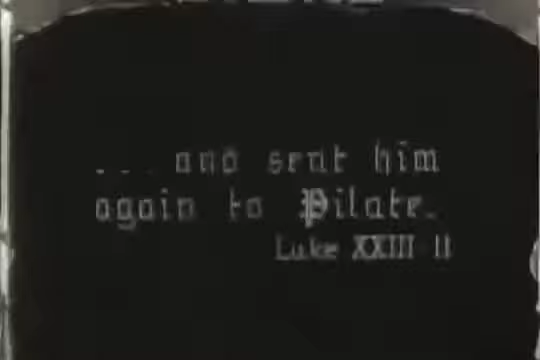 ... and sent him
again to Pilate.
Luke XXIII 11